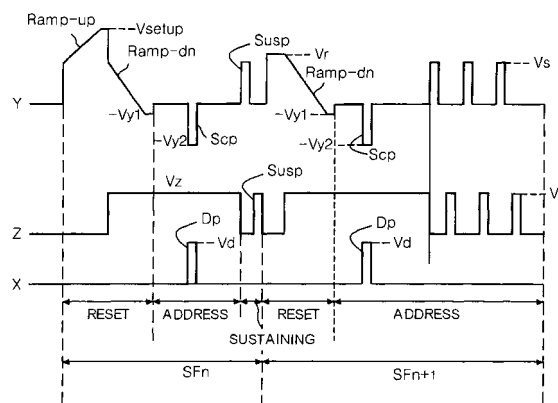 Ramp-up
Vsetup
Susp
Vr
Ramp-dn
Ramp-dn
Vs
Y
-Vy1
-Vy1
-Vy2
Scp
-Vy2
Scp
Vz
Susp
V
Z
Dp
Vd
Dp
Vd
X
RESET
ADDRESS
RESET
ADDRESS
SUSTAINING
SFn
SFn+1